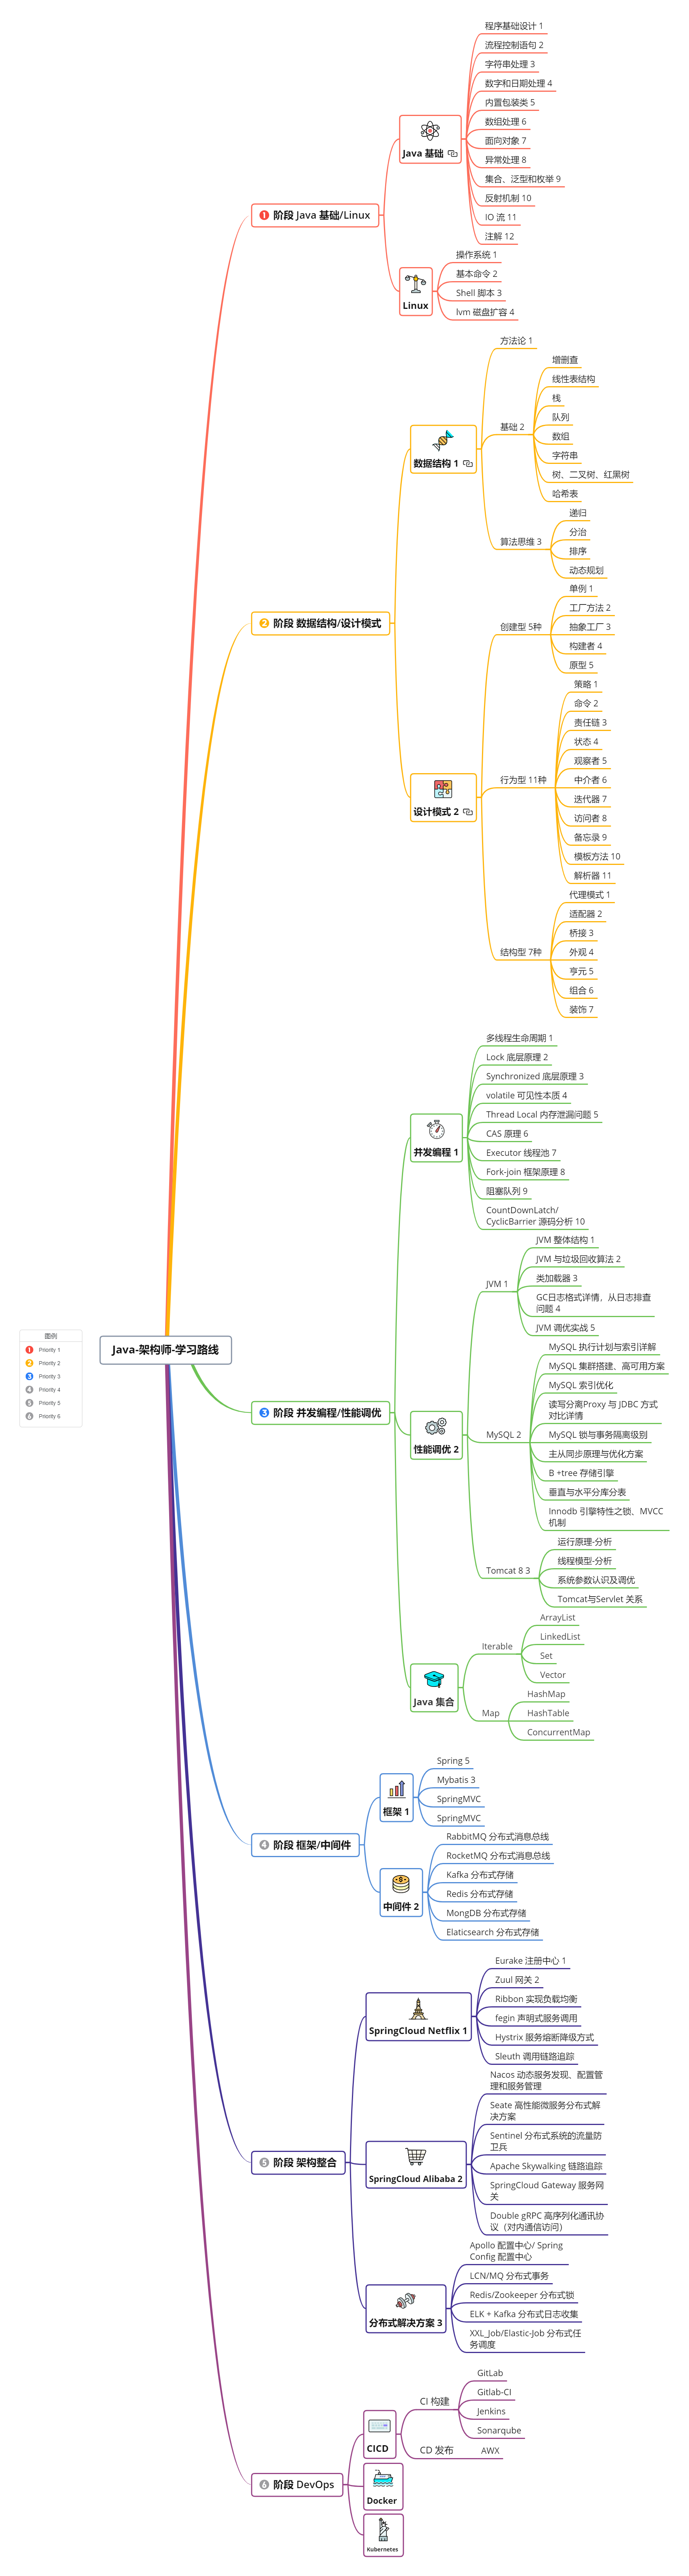 Java-架构师-学习路线
图例
1 Priority 1
2 Priority 2
3 Priority 3
4 Priority 4
5 Priority 5
6 Priority 6
1 阶段 Java 基础/Linux
Java 基础
程序基础设计 1
流程控制语句 2
字符串处理 3
数字和日期处理 4
内置包装类 5
数组处理 6
面向对象 7
异常处理 8
集合、泛型和枚举 9
反射机制 10
IO 流 11
注解 12
Linux
操作系统 1
基本命令 2
Shell 脚本 3
lvm 磁盘扩容 4
2 阶段 数据结构/设计模式
数据结构 1
方法论 1
基础 2
增删查
线性表结构
栈
队列
数组
字符串
树、二叉树、红黑树
哈希表
算法思维 3
递归
分治
排序
动态规划
设计模式 2
创建型 5种
单例 1
工厂方法 2
抽象工厂 3
构建者 4
原型 5
行为型 11种
策略 1
命令 2
责任链 3
状态 4
观察者 5
中介者 6
迭代器 7
访问者 8
备忘录 9
模板方法 10
解析器 11
结构型 7种
代理模式 1
适配器 2
桥接 3
外观 4
亨元 5
组合 6
装饰 7
3 阶段 并发编程/性能调优
并发编程 1
多线程生命周期 1
Lock 底层原理 2
Synchronized 底层原理 3
volatile 可见性本质 4
Thread Local 内存泄漏问题 5
CAS 原理 6
Executor 线程池 7
Fork-join 框架原理 8
阻塞队列 9
CountDownLatch/
CyclicBarrier 源码分析 10
性能调优 2
JVM 1
JVM 整体结构 1
JVM 与垃圾回收算法 2
类加载器 3
GC日志格式详情，从日志排查
问题 4
JVM 调优实战 5
MySQL 2
MySQL 执行计划与索引详解
MySQL 集群搭建、高可用方案
MySQL 索引优化
读写分离Proxy 与 JDBC 方式
对比详情
MySQL 锁与事务隔离级别
主从同步原理与优化方案
B +tree 存储引擎
垂直与水平分库分表
Innodb 引擎特性之锁、MVCC
机制
Tomcat 8 3
运行原理-分析
线程模型-分析
系统参数认识及调优
Tomcat与Servlet 关系
Java 集合
Iterable
ArrayList
LinkedList
Set
Vector
Map
HashMap
HashTable
ConcurrentMap
4 阶段 框架/中间件
框架 1
Spring 5
Mybatis 3
SpringMVC
SpringMVC
中间件 2
RabbitMQ 分布式消息总线
RocketMQ 分布式消息总线
Kafka 分布式存储
Redis 分布式存储
MongDB 分布式存储
Elaticsearch 分布式存储
5 阶段 架构整合
SpringCloud Netflix 1
Eurake 注册中心 1
Zuul 网关 2
Ribbon 实现负载均衡
fegin 声明式服务调用
Hystrix 服务熔断降级方式
Sleuth 调用链路追踪
SpringCloud Alibaba 2
Nacos 动态服务发现、配置管
理和服务管理
Seate 高性能微服务分布式解
决方案
Sentinel 分布式系统的流量防
卫兵
Apache Skywalking 链路追踪
SpringCloud Gateway 服务网
关
Double gRPC 高序列化通讯协
议（对内通信访问）
分布式解决方案 3
Apollo 配置中心/ Spring
Config 配置中心
LCN/MQ 分布式事务
Redis/Zookeeper 分布式锁
ELK + Kafka 分布式日志收集
XXL_Job/Elastic-Job 分布式任
务调度
6 阶段 DevOps
CICD
CI 构建
GitLab
Gitlab-CI
Jenkins
Sonarqube
CD 发布
AWX
Docker
Kubernetes